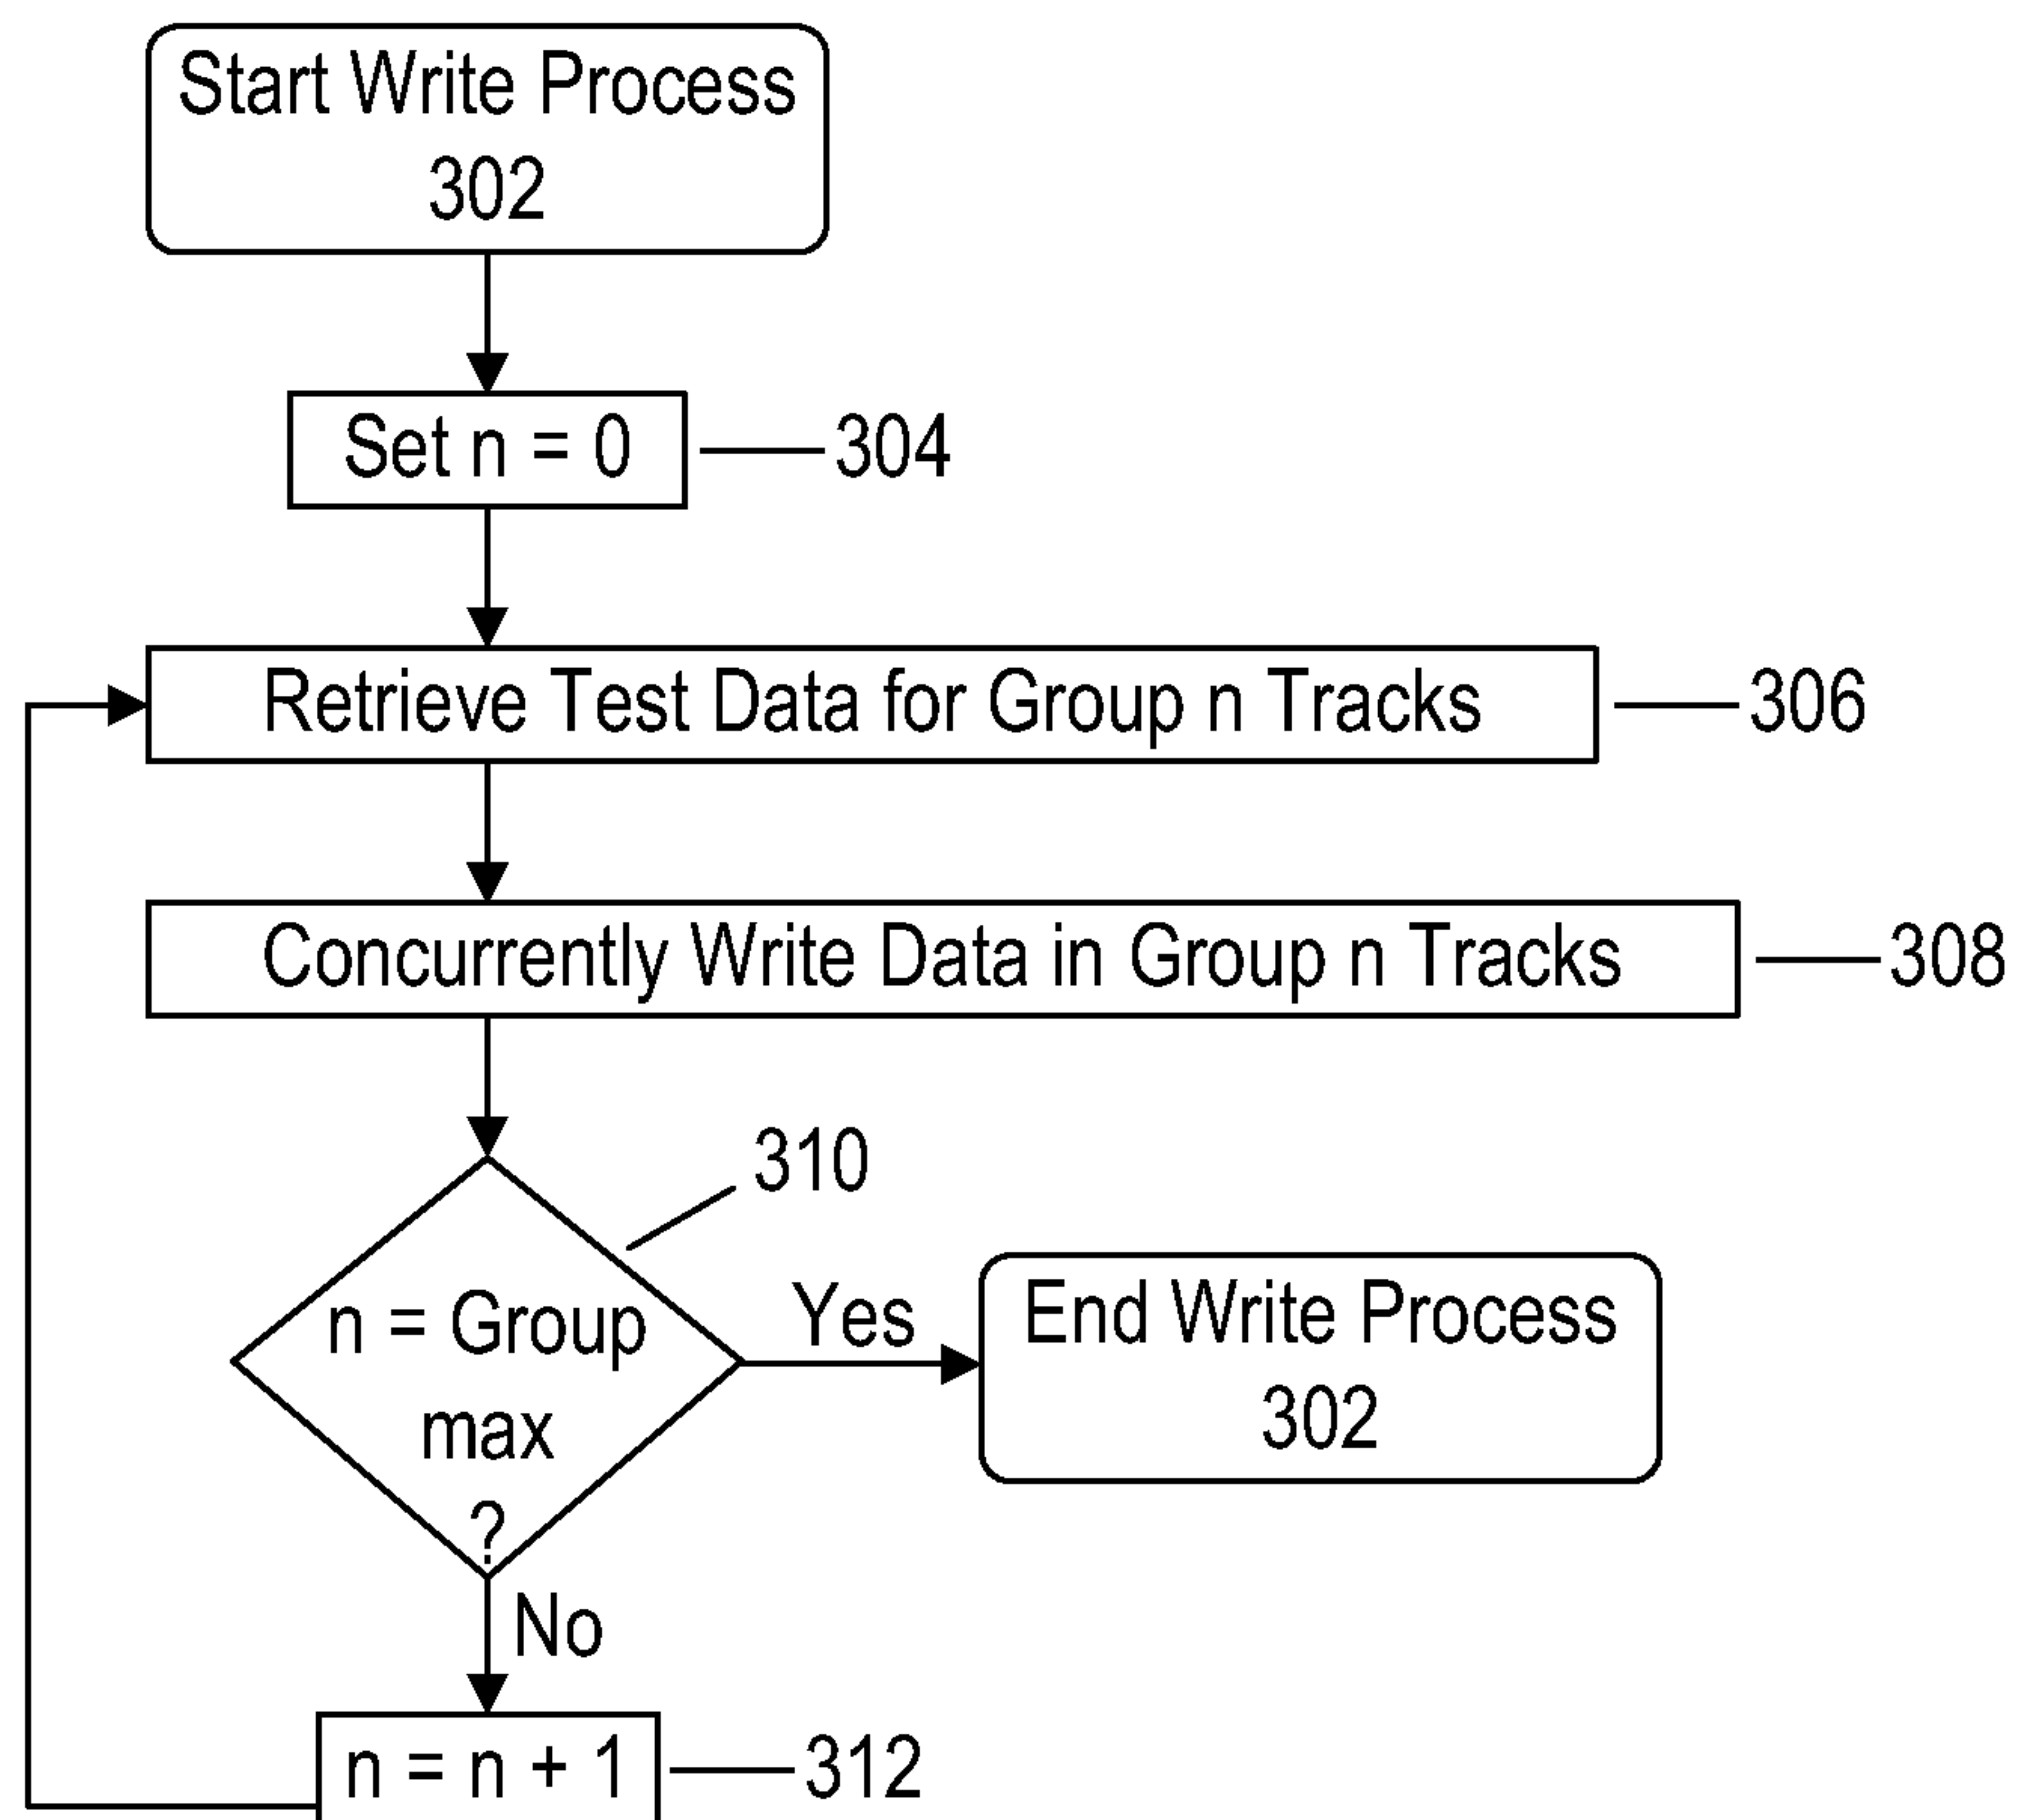 Start Write Process
302
Set n = 0
304
Retrieve Test Data for Group n Tracks
306
Concurrently Write Data in Group n Tracks
308
310
n = Group
max
?
Yes
End Write Process
302
No
n = n + 1
312